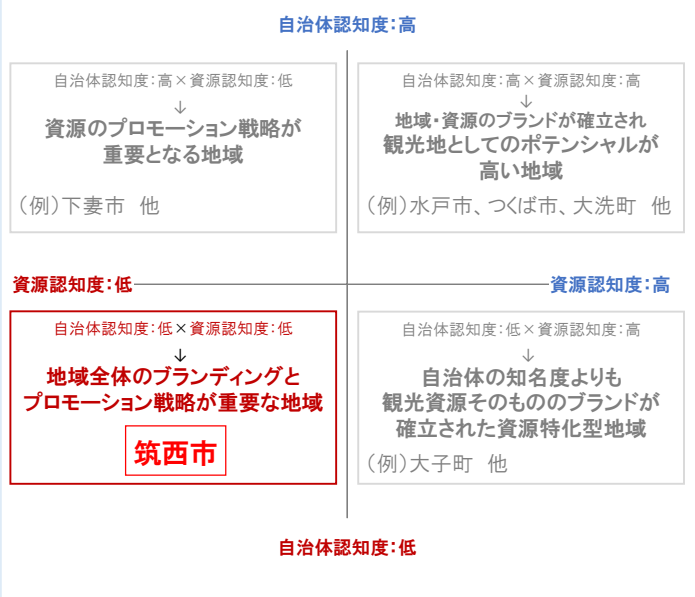 自治体認知度：高
自治体認知度：高×資源認知度：低
↓
資源のプロモーション戦略が
重要となる地域
（例）下妻市 他
自治体認知度：高×資源認知度：高
↓
地域・資源のブランドが確立され
観光地としてのポテンシャルが
高い地域
（例）水戸市、つくば市、大洗町 他
資源認知度：低
資源認知度：高
自治体認知度：低×資源認知度：低
↓
地域全体のブランディングと
プロモーション戦略が重要な地域
筑西市
自治体認知度：低×資源認知度：高
↓
自治体の知名度よりも
観光資源そのもののブランドが
確立された資源特化型地域
（例）大子町 他
自治体認知度：低